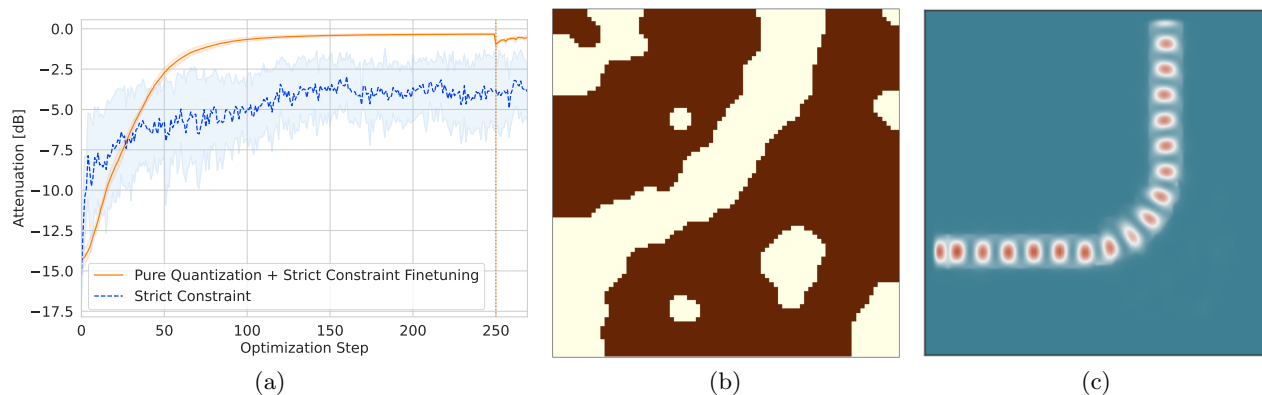 0.0
−2.5
−5.0
−7.5
−10.0
−12.5
−15.0
−17.5
Attenuation [dB]
Pure Quantization + Strict Constraint Finetuning
Strict Constraint
0 50 100 150 200 250
Optimization Step
(a) (b) (c)